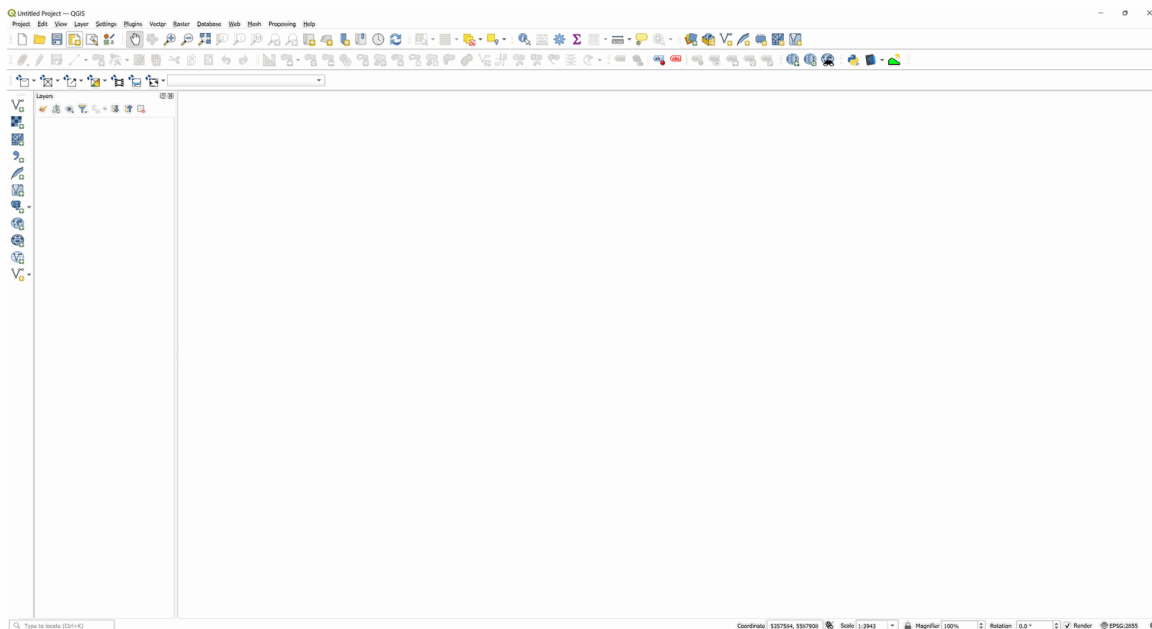 Untitled Project — QGIS
Project Edit View Layer Settings Plugins Vector Raster Database Web Mesh Processing Help
Layers
Type to locate (Ctrl+K)
Coordinate 5357594, 5587908 Scale 1:3943 Magnifier 100% Rotation 0.0 ° Render EPSG:2855